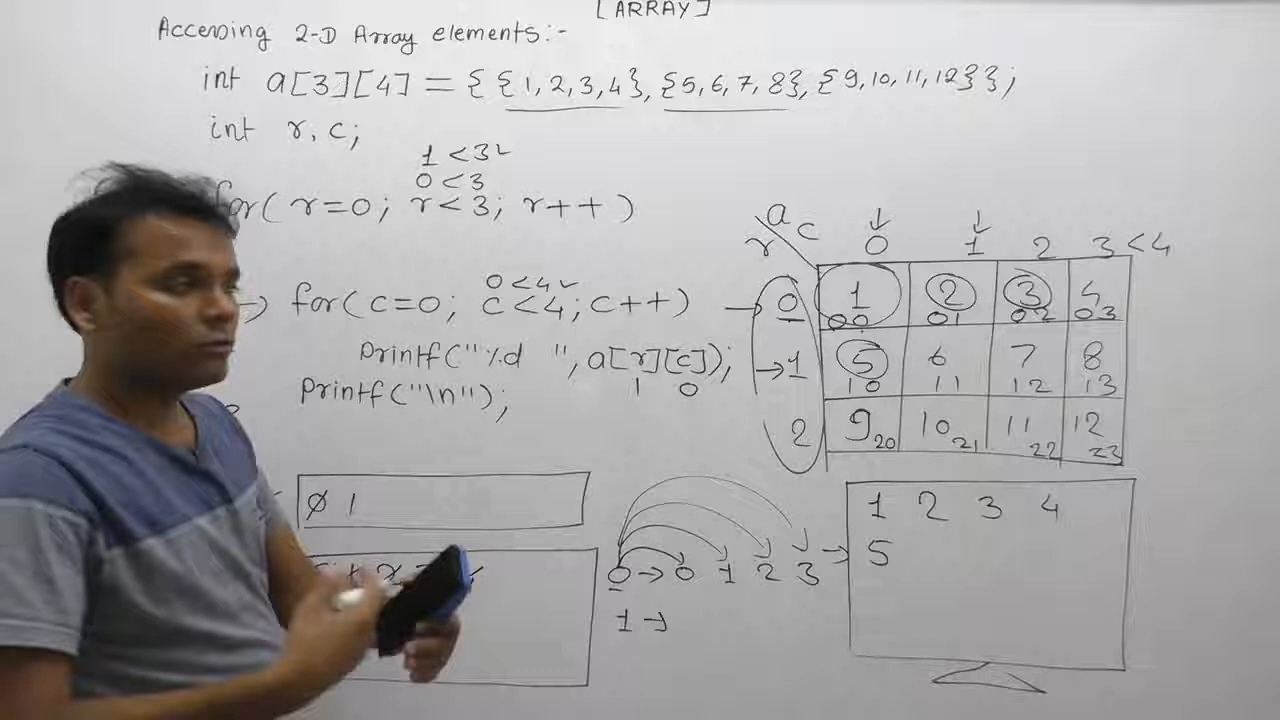 [ARRAY]
Accessing 2-D Array elements:-
int a[3][4] = { {1,2,3,4}, {5,6,7,8}, {9,10,11,12}};
int r, c;
1<3
0<3
for( r=0; r<3; r++ )
0<4
for( c=0; c<4; c++)
printf("%d ", a[r][c]);
1 0
printf("\n");
a
r c
0 1 2 3 <4
0 1 2 3 4
00 01 02 03
1 5 6 7 8
10 11 12 13
2 9 10 11 12
20 21 22 23
0 1
0 → 0 1 2 3 →
1 →
1 2 3 4
5